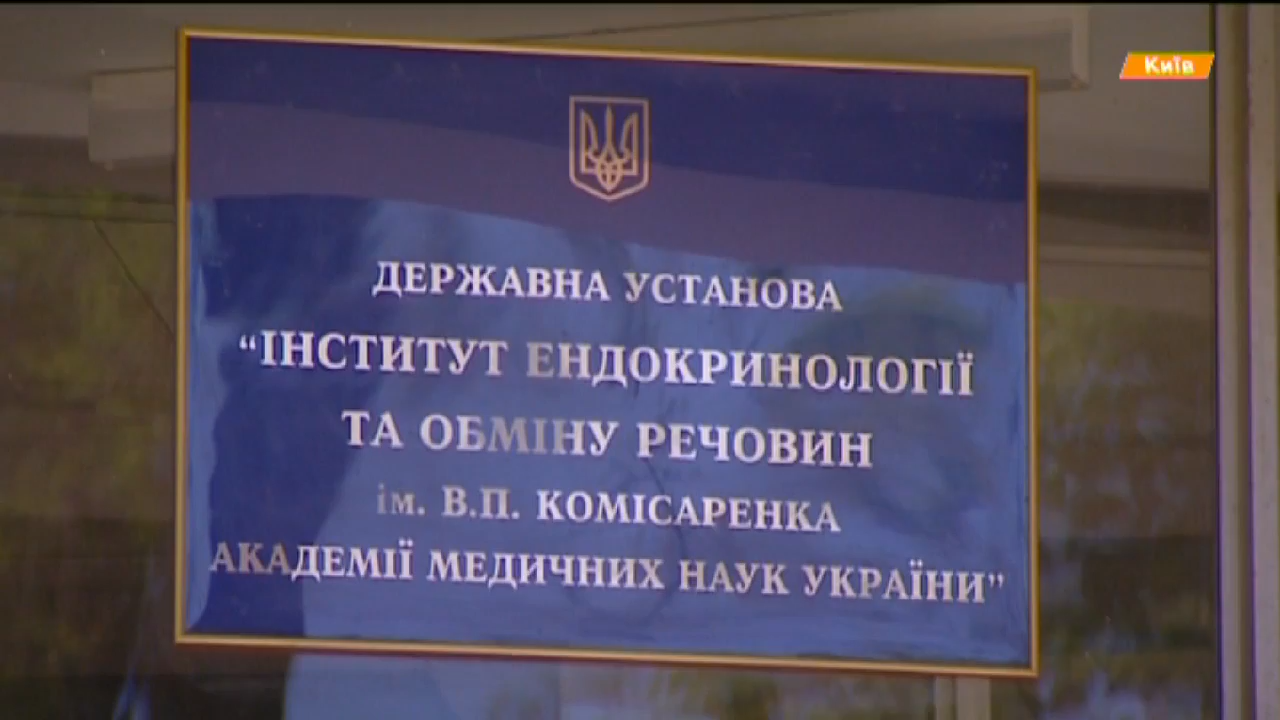 Київ
ДЕРЖАВНА УСТАНОВА
“ІНСТИТУТ ЕНДОКРИНОЛОГІЇ
ТА ОБМІНУ РЕЧОВИН
ім. В.П. КОМІСАРЕНКА
АКАДЕМІЇ МЕДИЧНИХ НАУК УКРАЇНИ”